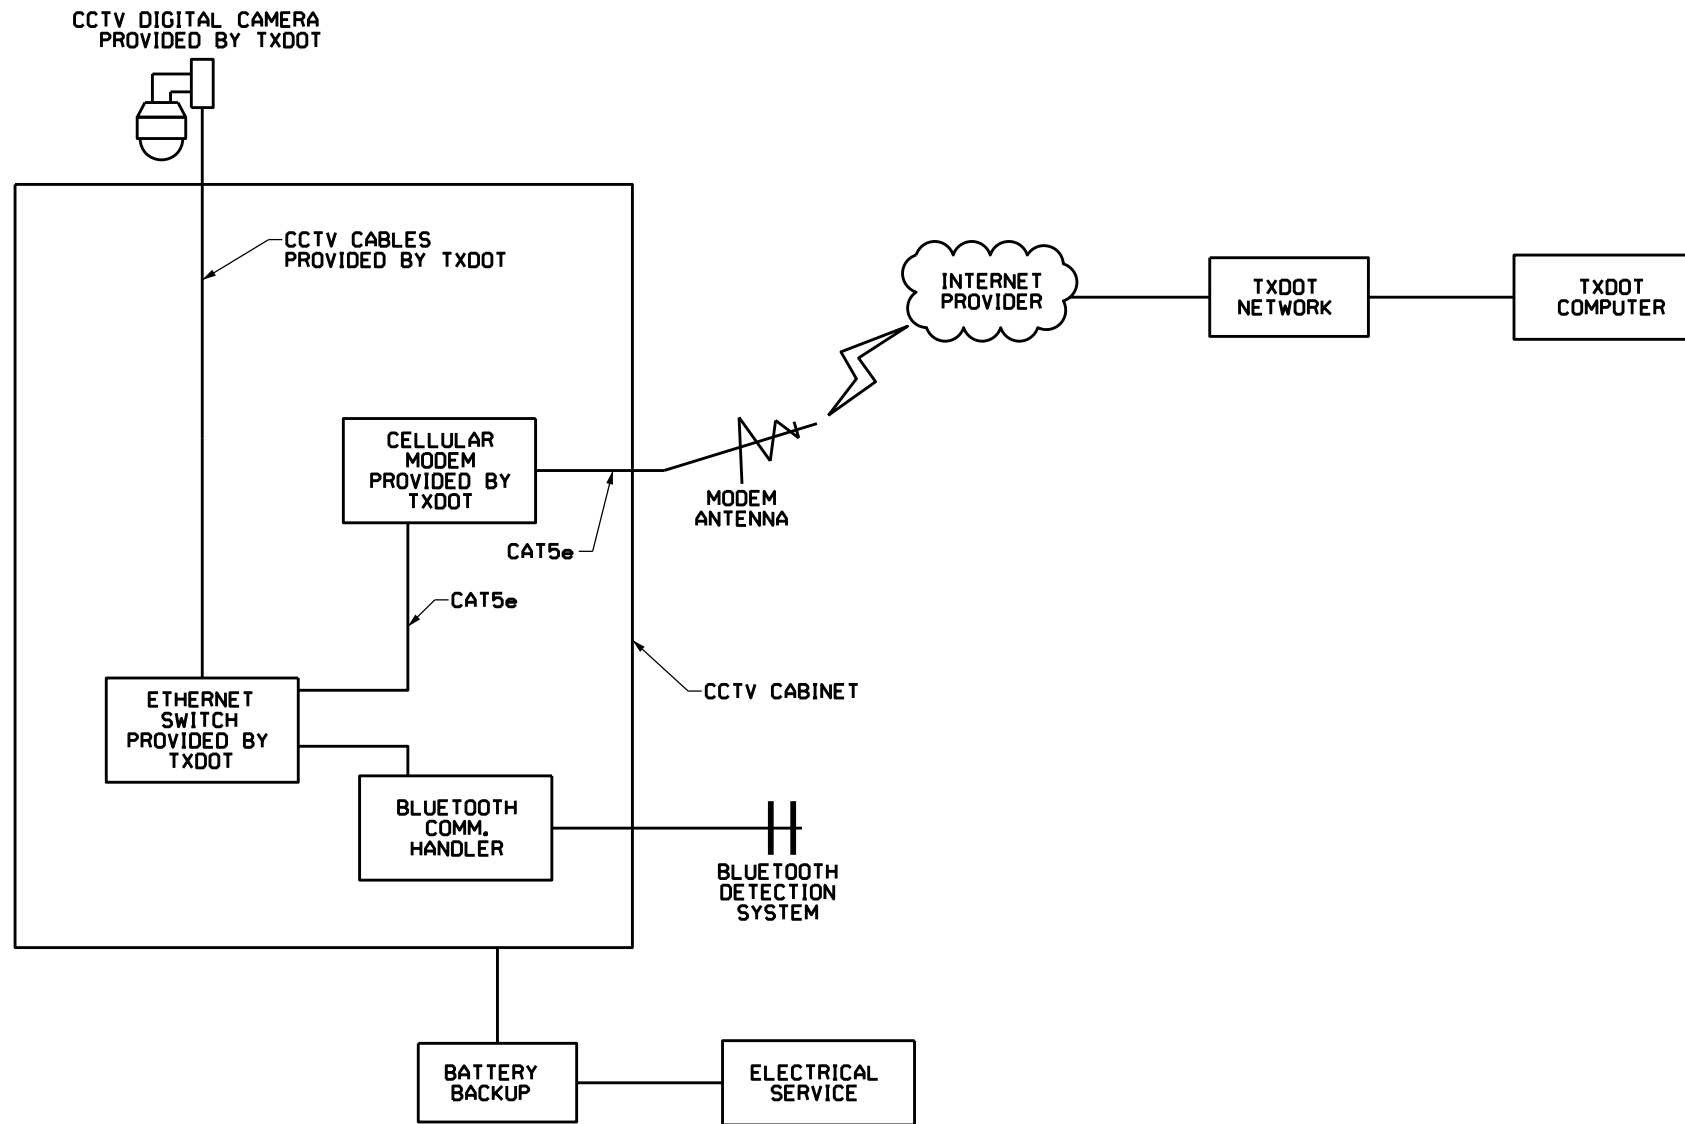 CCTV DIGITAL CAMERA
PROVIDED BY TXDOT
CCTV CABLES
PROVIDED BY TXDOT
INTERNET
PROVIDER
TXDOT
NETWORK
TXDOT
COMPUTER
CELLULAR
MODEM
PROVIDED BY
TXDOT
MODEM
ANTENNA
CAT5e
CAT5e
CCTV CABINET
ETHERNET
SWITCH
PROVIDED BY
TXDOT
BLUETOOTH
COMM.
HANDLER
BLUETOOTH
DETECTION
SYSTEM
BATTERY
BACKUP
ELECTRICAL
SERVICE